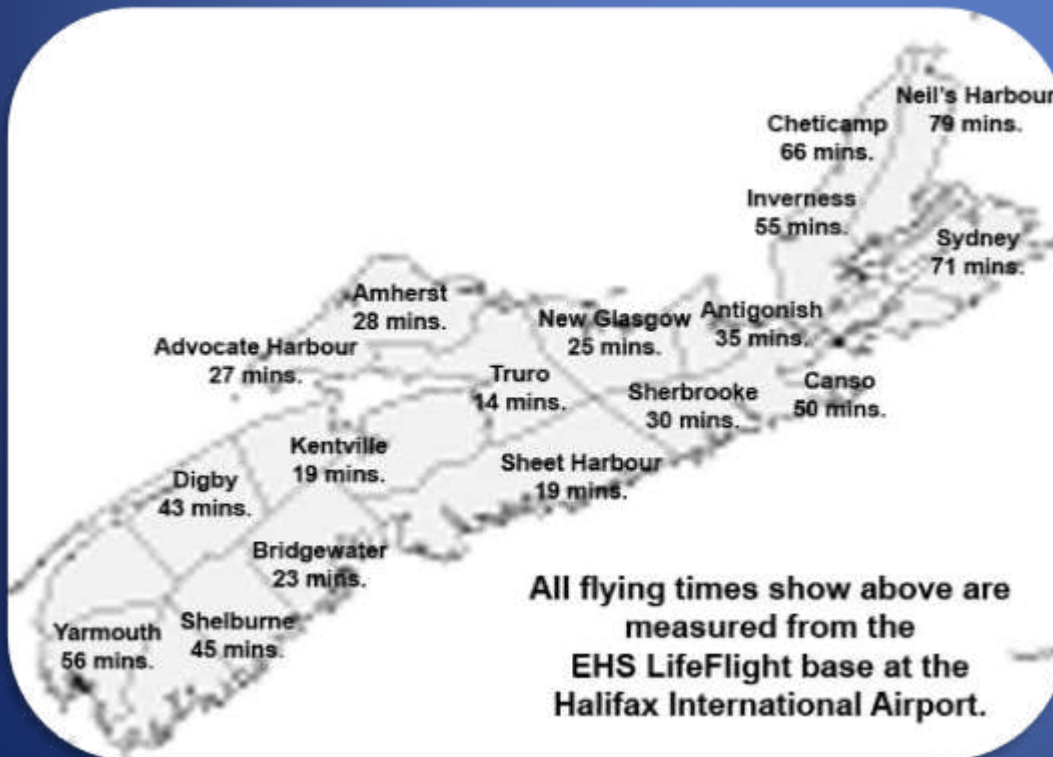 Neil's Harbour
79 mins.
Cheticamp
66 mins.
Inverness
55 mins.
Sydney
71 mins.
Amherst
28 mins.
New Glasgow
25 mins.
Antigonish
35 mins.
Advocate Harbour
27 mins.
Truro
14 mins.
Sherbrooke
30 mins.
Canso
50 mins.
Kentville
19 mins.
Sheet Harbour
19 mins.
Digby
43 mins.
Bridgewater
23 mins.
Shelburne
45 mins.
Yarmouth
56 mins.
All flying times show above are
measured from the
EHS LifeFlight base at the
Halifax International Airport.